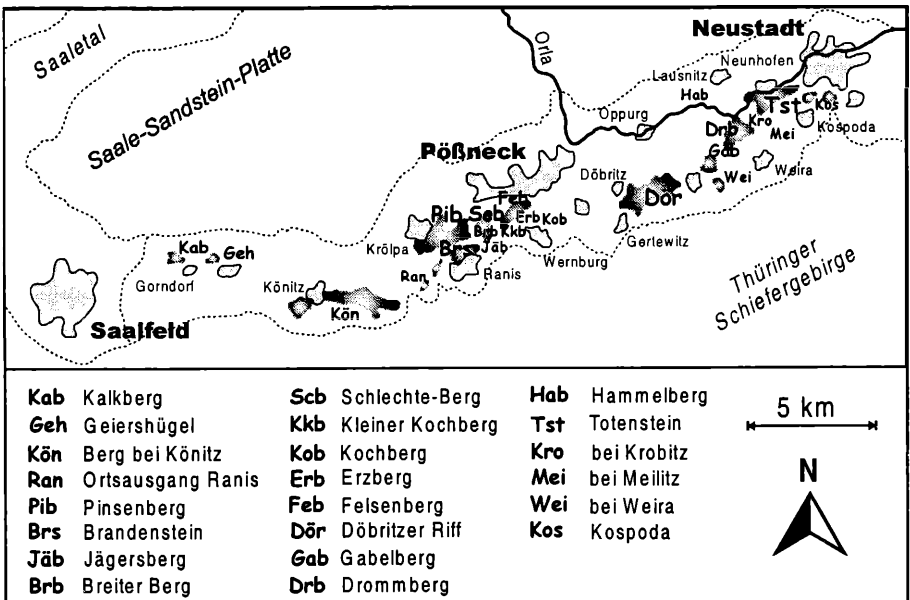 Neustadt
Saaletal
Orla
Neunhofen
Saale-Sandstein-Platte
Lausnitz
Hab
Tst
Kos
Oppurg
Kro
Drb
Mei
Kospoda
Pößneck
Gab
Döbritz
Weira
Wei
Feb
Dör
Pib
Scb
Erb
Kob
Brb
Kkb
Gerlewitz
Kab
Geh
Krölpa
Brs
Jäb
Wernburg
Thüringer
Schiefergebirge
Ran
Ranis
Gorndorf
Könitz
Kön
Saalfeld
Kab Kalkberg
Geh Geiershügel
Kön Berg bei Könitz
Ran Ortsausgang Ranis
Pib Pinsenberg
Brs Brandenstein
Jäb Jägersberg
Brb Breiter Berg
Scb Schlechte-Berg
Kkb Kleiner Kochberg
Kob Kochberg
Erb Erzberg
Feb Felsenberg
Dör Döbritzer Riff
Gab Gabelberg
Drb Drommberg
Hab Hammelberg
Tst Totenstein
Kro bei Krobitz
Mei bei Meilitz
Wei bei Weira
Kos Kospoda
5 km
N